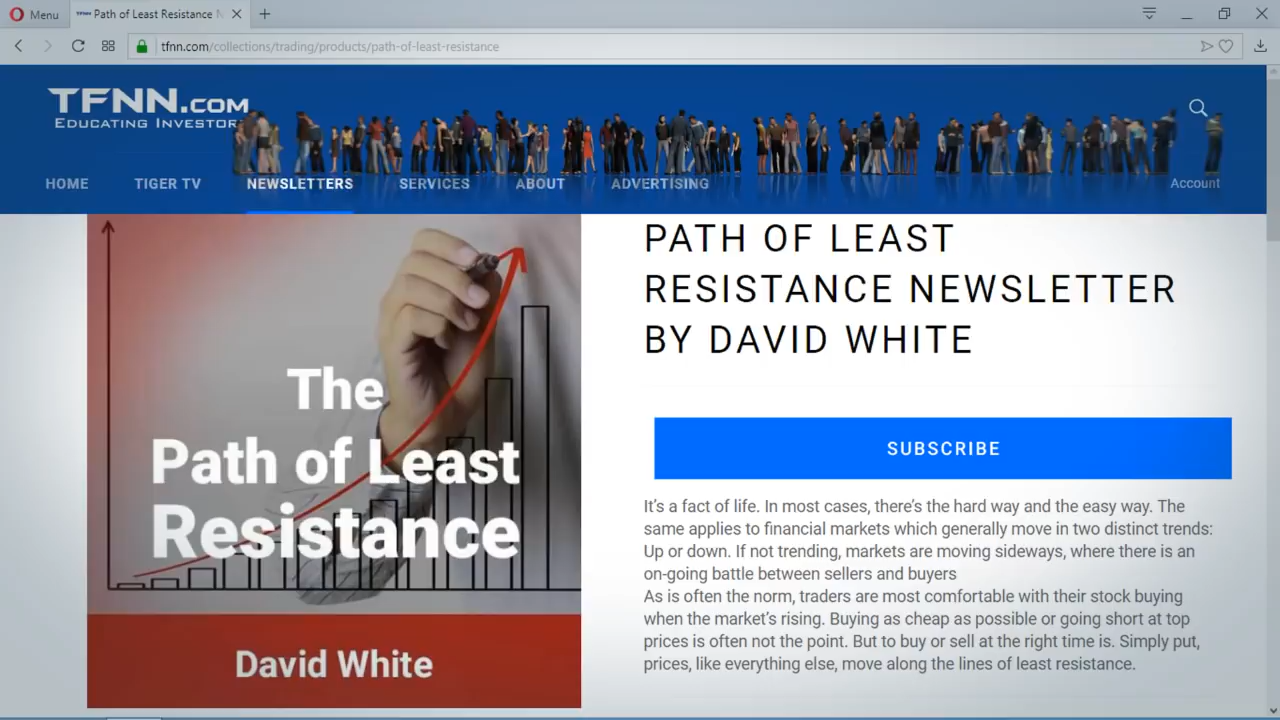 Menu
TFNN Path of Least Resistance N
tfnn.com/collections/trading/products/path-of-least-resistance
TFNN.COM
EDUCATING INVESTORS
HOME TIGER TV NEWSLETTERS SERVICES ABOUT ADVERTISING Account
The
Path of Least
Resistance
David White
PATH OF LEAST
RESISTANCE NEWSLETTER
BY DAVID WHITE
SUBSCRIBE
It's a fact of life. In most cases, there's the hard way and the easy way. The
same applies to financial markets which generally move in two distinct trends:
Up or down. If not trending, markets are moving sideways, where there is an
on-going battle between sellers and buyers
As is often the norm, traders are most comfortable with their stock buying
when the market's rising. Buying as cheap as possible or going short at top
prices is often not the point. But to buy or sell at the right time is. Simply put,
prices, like everything else, move along the lines of least resistance.